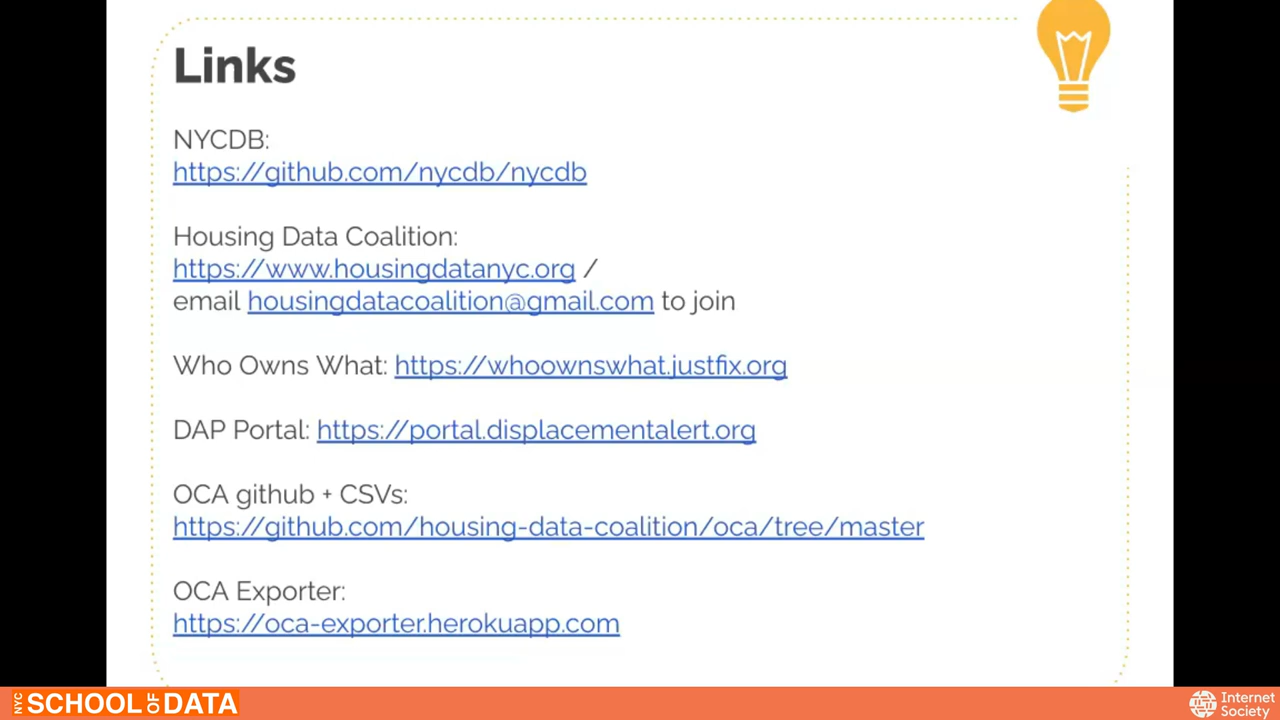 Links
NYCDB:
https://github.com/nycdb/nycdb
Housing Data Coalition:
https://www.housingdatanyc.org /
email housingdatacoalition@gmail.com to join
Who Owns What: https://whoownswhat.justfix.org
DAP Portal: https://portal.displacementalert.org
OCA github + CSVs:
https://github.com/housing-data-coalition/oca/tree/master
OCA Exporter:
https://oca-exporter.herokuapp.com
NYC SCHOOL OF DATA
Internet
Society